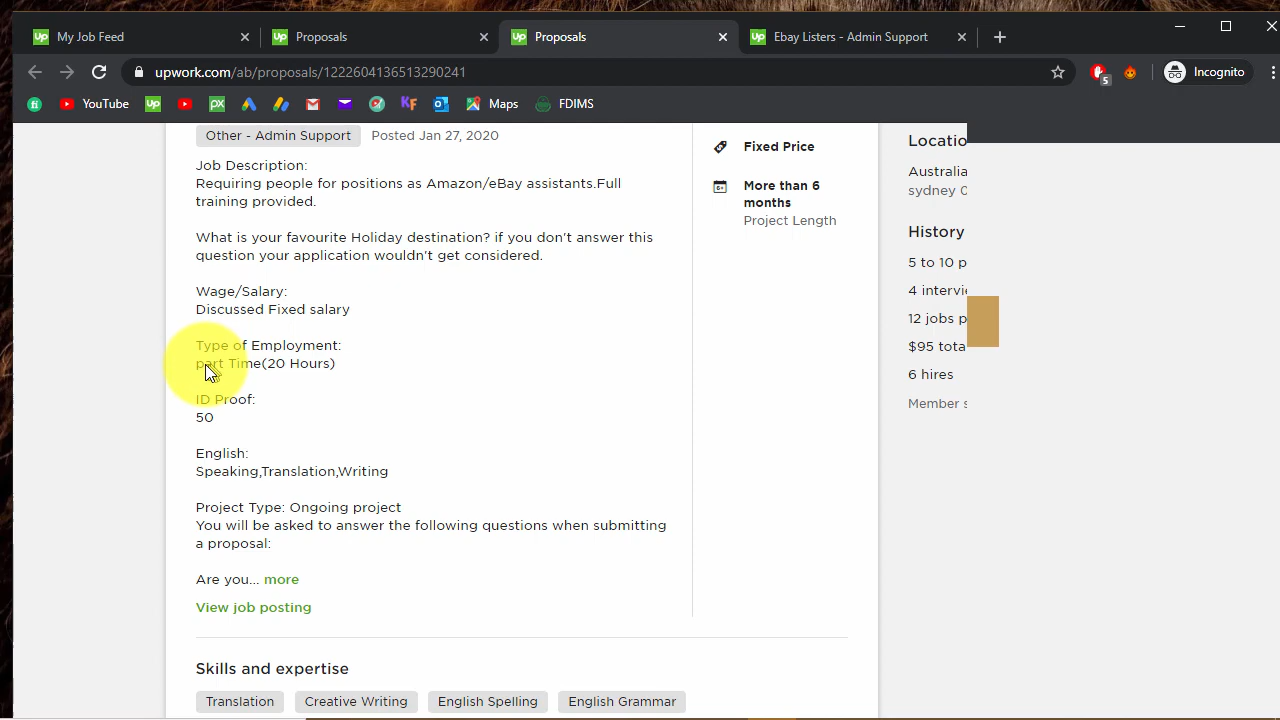 My Job Feed
Proposals
Proposals
Ebay Listers - Admin Support
upwork.com/ab/proposals/1222604136513290241
5
Incognito
YouTube
Maps
FDIMS
Other - Admin Support
Posted Jan 27, 2020
Job Description:
Requiring people for positions as Amazon/eBay assistants.Full
training provided.
What is your favourite Holiday destination? if you don't answer this
question your application wouldn't get considered.
Wage/Salary:
Discussed Fixed salary
Type of Employment:
part Time(20 Hours)
ID Proof:
50
English:
Speaking,Translation,Writing
Project Type: Ongoing project
You will be asked to answer the following questions when submitting
a proposal:
Are you... more
View job posting
Skills and expertise
Translation
Creative Writing
English Spelling
English Grammar
Fixed Price
More than 6
months
Project Length
Locatio
Australia
sydney
History
5 to 10 p
4 intervi
12 jobs p
$95 tota
6 hires
Member s